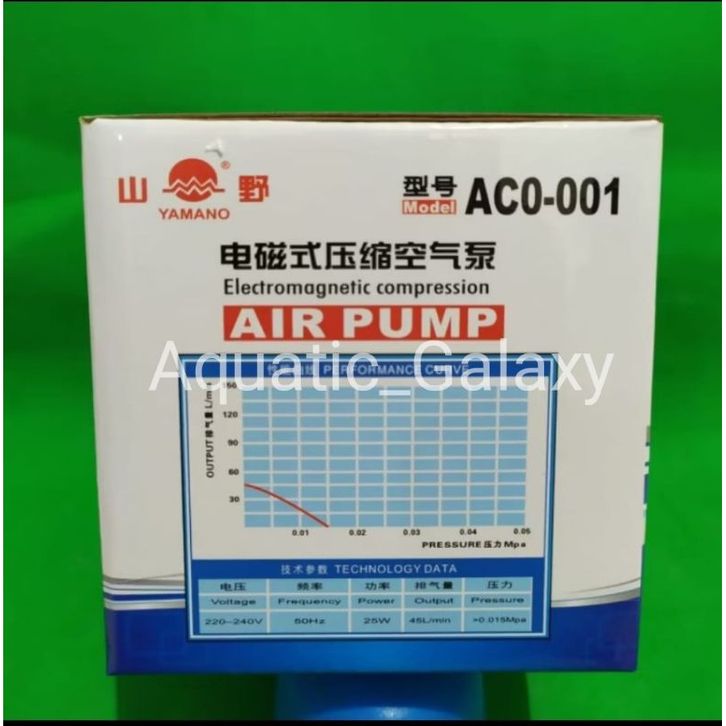 山 ® 野
YAMANO
型号
Model AC0-001
电磁式压缩空气泵
Electromagnetic compression
AIR PUMP
Aquatic_Galaxy
PERFORMANCE CURVE
OUTPUT 排气量 L/m
150
120
90
60
30
0.01 0.02 0.03 0.04 0.05
PRESSURE 压力 Mpa
技术参数 TECHNOLOGY DATA
电压 频率 功率 排气量 压力
Voltage Frequency Power Output Pressure
220-240V 50Hz 25W 45L/min >0.015Mpa